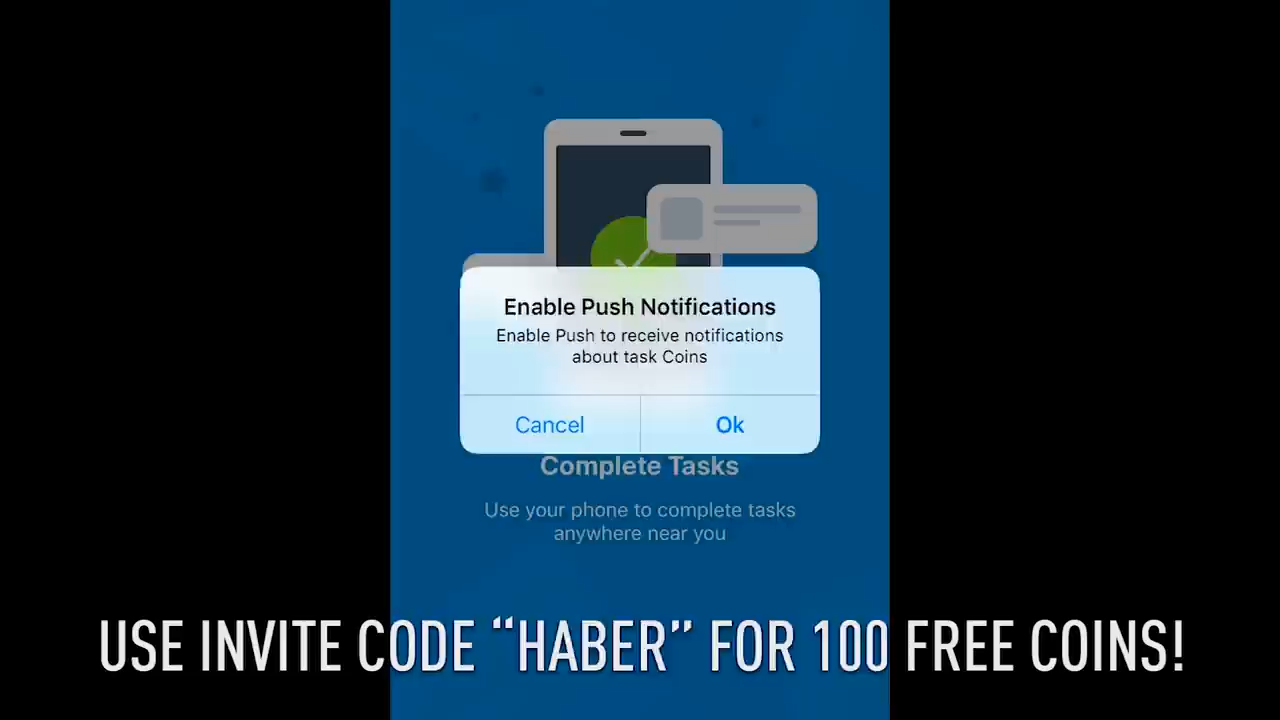 Enable Push Notifications
Enable Push to receive notifications
about task Coins
Cancel
Ok
Complete Tasks
Use your phone to complete tasks
anywhere near you
USE INVITE CODE “HABER” FOR 100 FREE COINS!